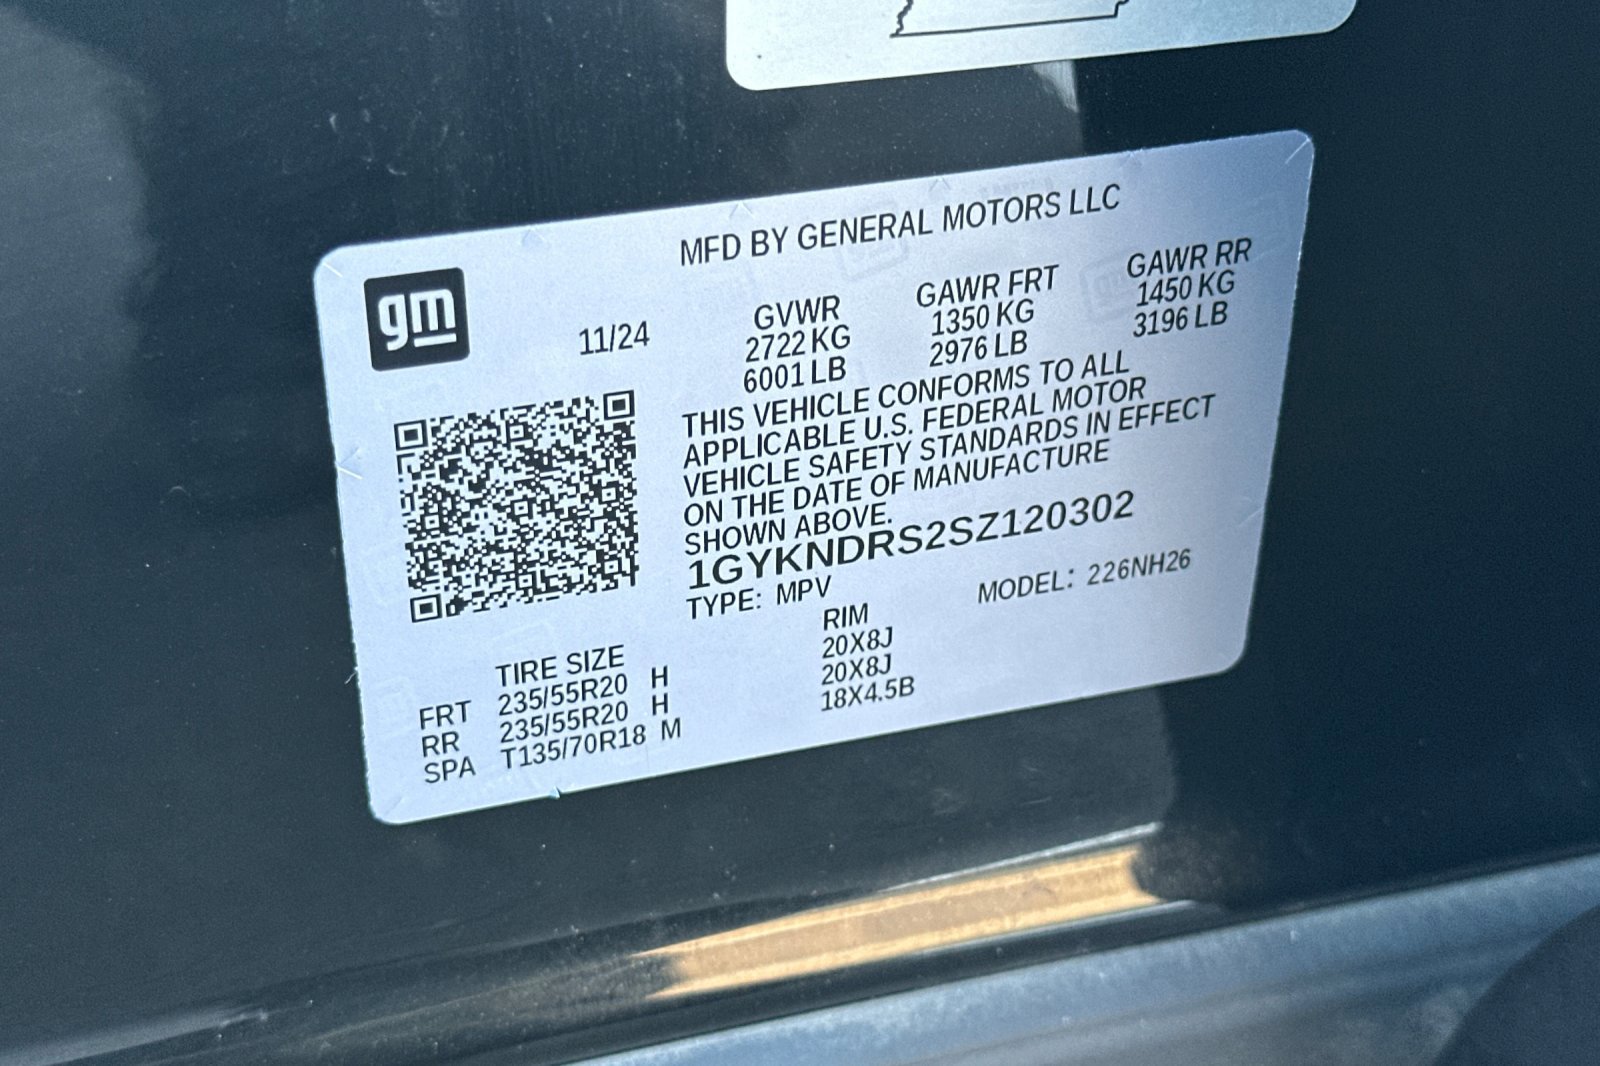 MFD BY GENERAL MOTORS LLC
gm
11/24
GVWR GAWR FRT GAWR RR
2722 KG 1350 KG 1450 KG
6001 LB 2976 LB 3196 LB
THIS VEHICLE CONFORMS TO ALL
APPLICABLE U.S. FEDERAL MOTOR
VEHICLE SAFETY STANDARDS IN EFFECT
ON THE DATE OF MANUFACTURE
SHOWN ABOVE.
1GYKNDRS2SZ120302
TYPE: MPV MODEL: 226NH26
TIRE SIZE RIM
FRT 235/55R20 H 20X8J
RR 235/55R20 H 20X8J
SPA T135/70R18 M 18X4.5B